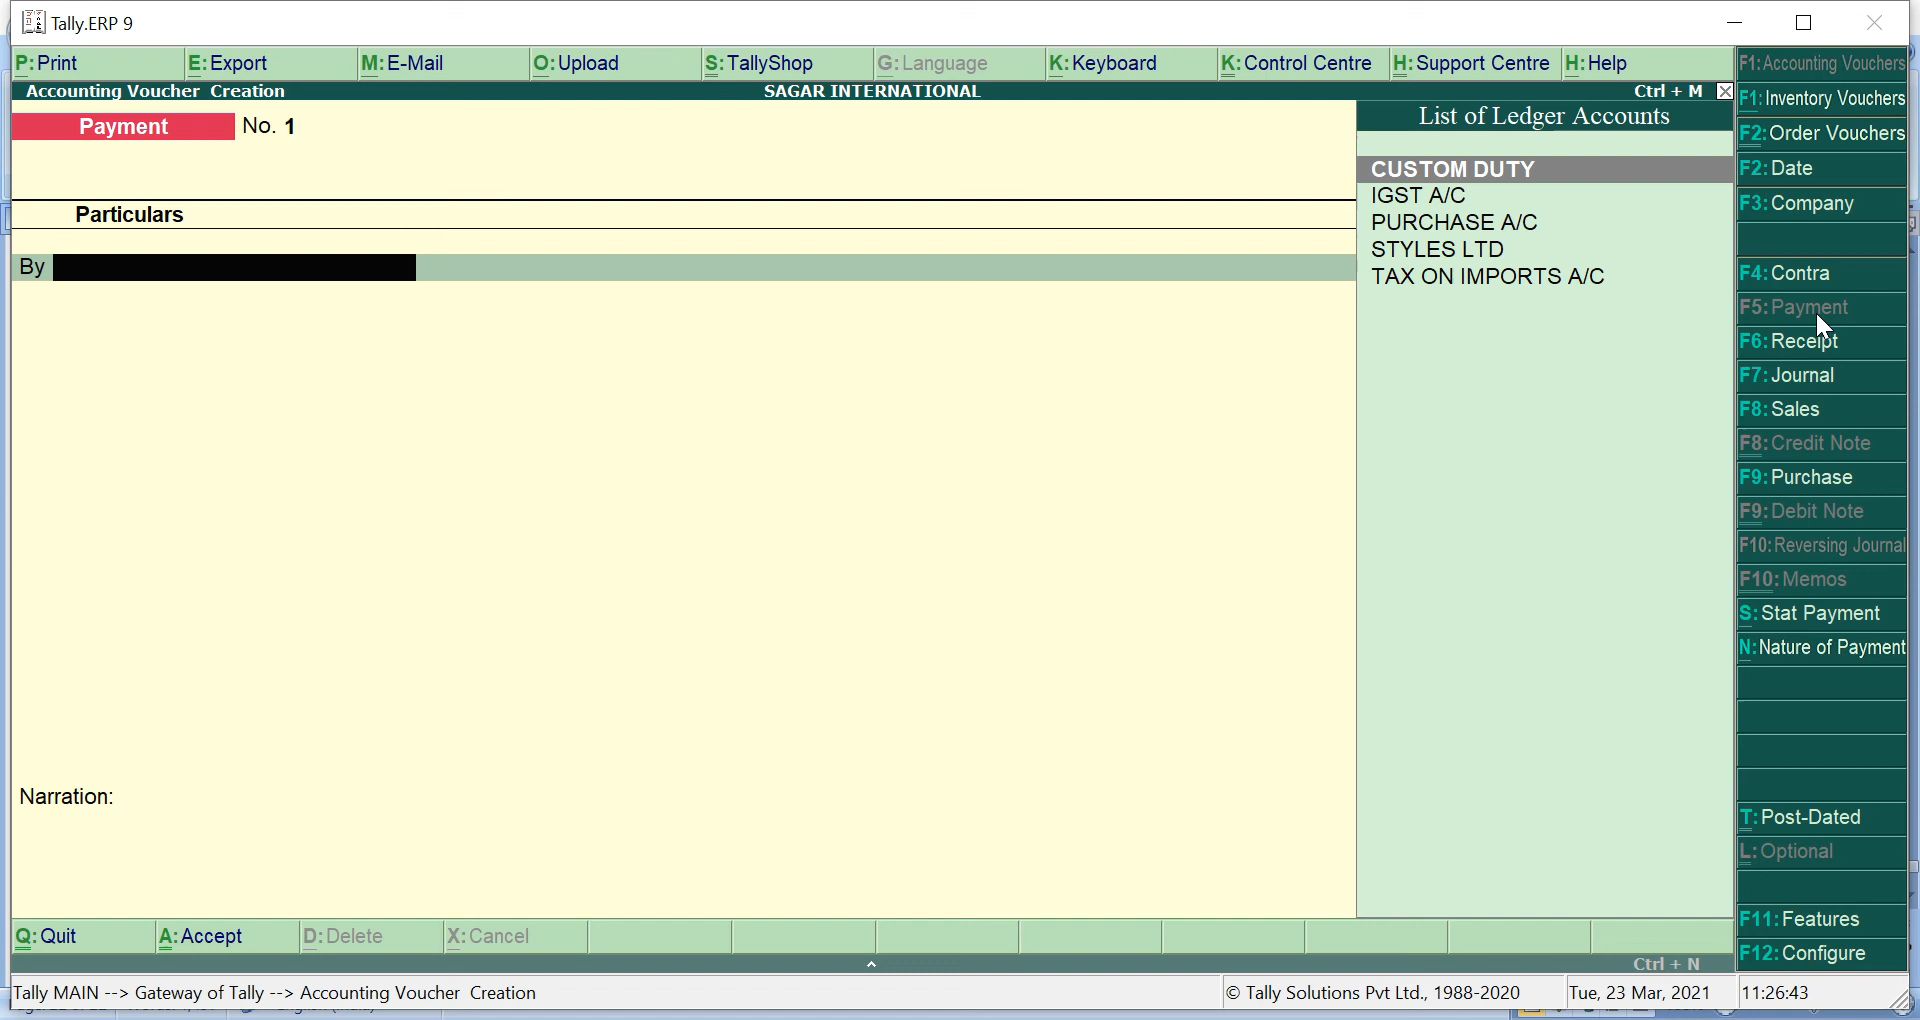 Tally.ERP 9
P: Print E: Export M: E-Mail O: Upload S: TallyShop G: Language K: Keyboard K: Control Centre H: Support Centre H: Help
Accounting Voucher Creation SAGAR INTERNATIONAL Ctrl + M
Payment No. 1
Particulars
By
List of Ledger Accounts
CUSTOM DUTY
IGST A/C
PURCHASE A/C
STYLES LTD
TAX ON IMPORTS A/C
F1: Accounting Vouchers
F1: Inventory Vouchers
F2: Order Vouchers
F2: Date
F3: Company
F4: Contra
F5: Payment
F6: Receipt
F7: Journal
F8: Sales
F8: Credit Note
F9: Purchase
F9: Debit Note
F10: Reversing Journal
F10: Memos
S: Stat Payment
N: Nature of Payment
T: Post-Dated
L: Optional
F11: Features
F12: Configure
Narration:
Q: Quit A: Accept D: Delete X: Cancel
Ctrl + N
Tally MAIN --> Gateway of Tally --> Accounting Voucher Creation © Tally Solutions Pvt Ltd., 1988-2020 Tue, 23 Mar, 2021 11:26:43